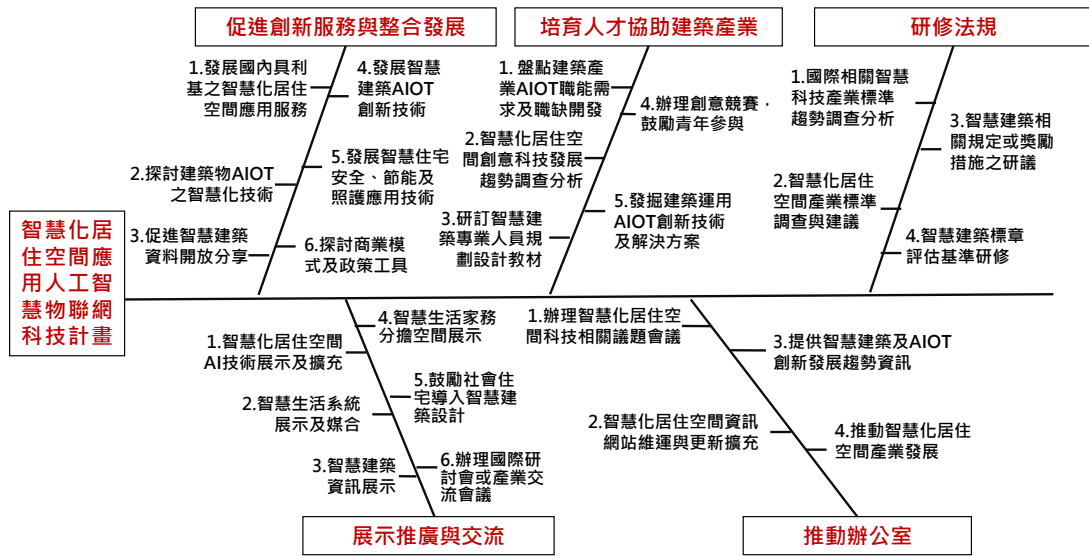 促進創新服務與整合發展
1.發展國內具利
基之智慧化居住
空間應用服務
2.探討建築物AIOT
之智慧化技術
3.促進智慧建築
資料開放分享
4.發展智慧
建築AIOT
創新技術
5.發展智慧住宅
安全、節能及
照護應用技術
6.探討商業模
式及政策工具
培育人才協助建築產業
1. 盤點建築產
業AIOT職能需
求及職缺開發
2.智慧化居住空
間創意科技發展
趨勢調查分析
3.研訂智慧建
築專業人員規
劃設計教材
4.辦理創意競賽，
鼓勵青年參與
5.發掘建築運用
AIOT創新技術
及解決方案
研修法規
1.國際相關智慧
科技產業標準
趨勢調查分析
2.智慧化居住
空間產業標準
調查與建議
3.智慧建築相
關規定或獎勵
措施之研議
4.智慧建築標章
評估基準研修
智慧化居
住空間應
用人工智
慧物聯網
科技計畫
1.智慧化居住空間
AI技術展示及擴充
2.智慧生活系統
展示及媒合
3.智慧建築
資訊展示
4.智慧生活家務
分擔空間展示
5.鼓勵社會住
宅導入智慧建
築設計
6.辦理國際研
討會或產業交
流會議
展示推廣與交流
1.辦理智慧化居住空
間科技相關議題會議
2.智慧化居住空間資訊
網站維運與更新擴充
3.提供智慧建築及AIOT
創新發展趨勢資訊
4.推動智慧化居住
空間產業發展
推動辦公室